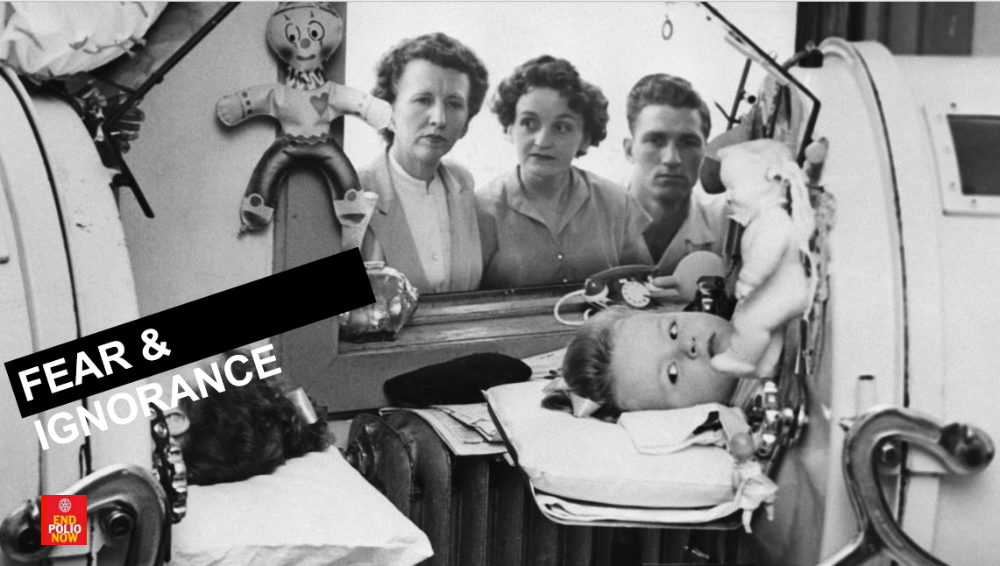 FEAR &
IGNORANCE
END
POLIO
NOW